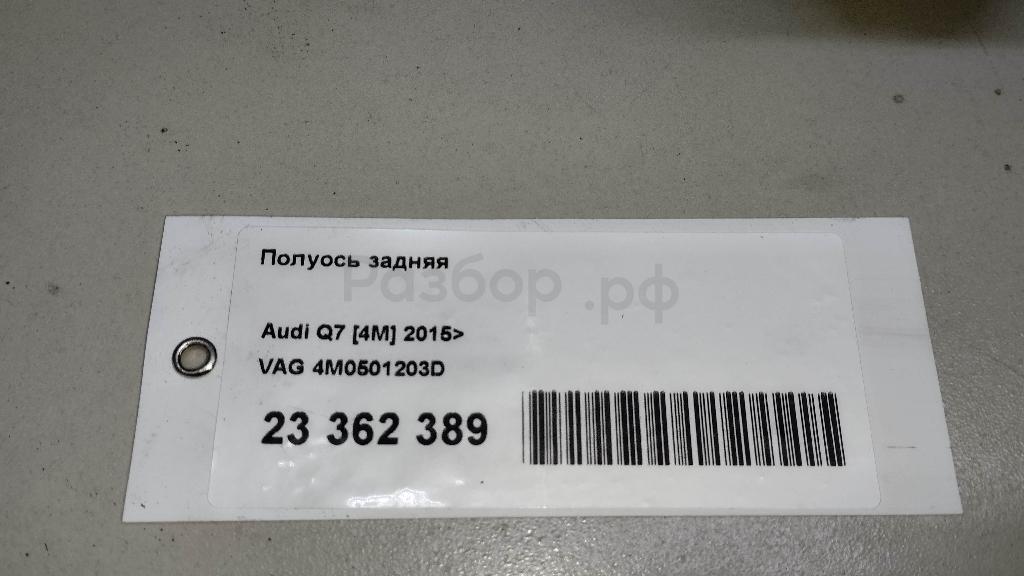 Полуось задняя
Разбор.рф
Audi Q7 [4M] 2015>
VAG 4M0501203D
23 362 389